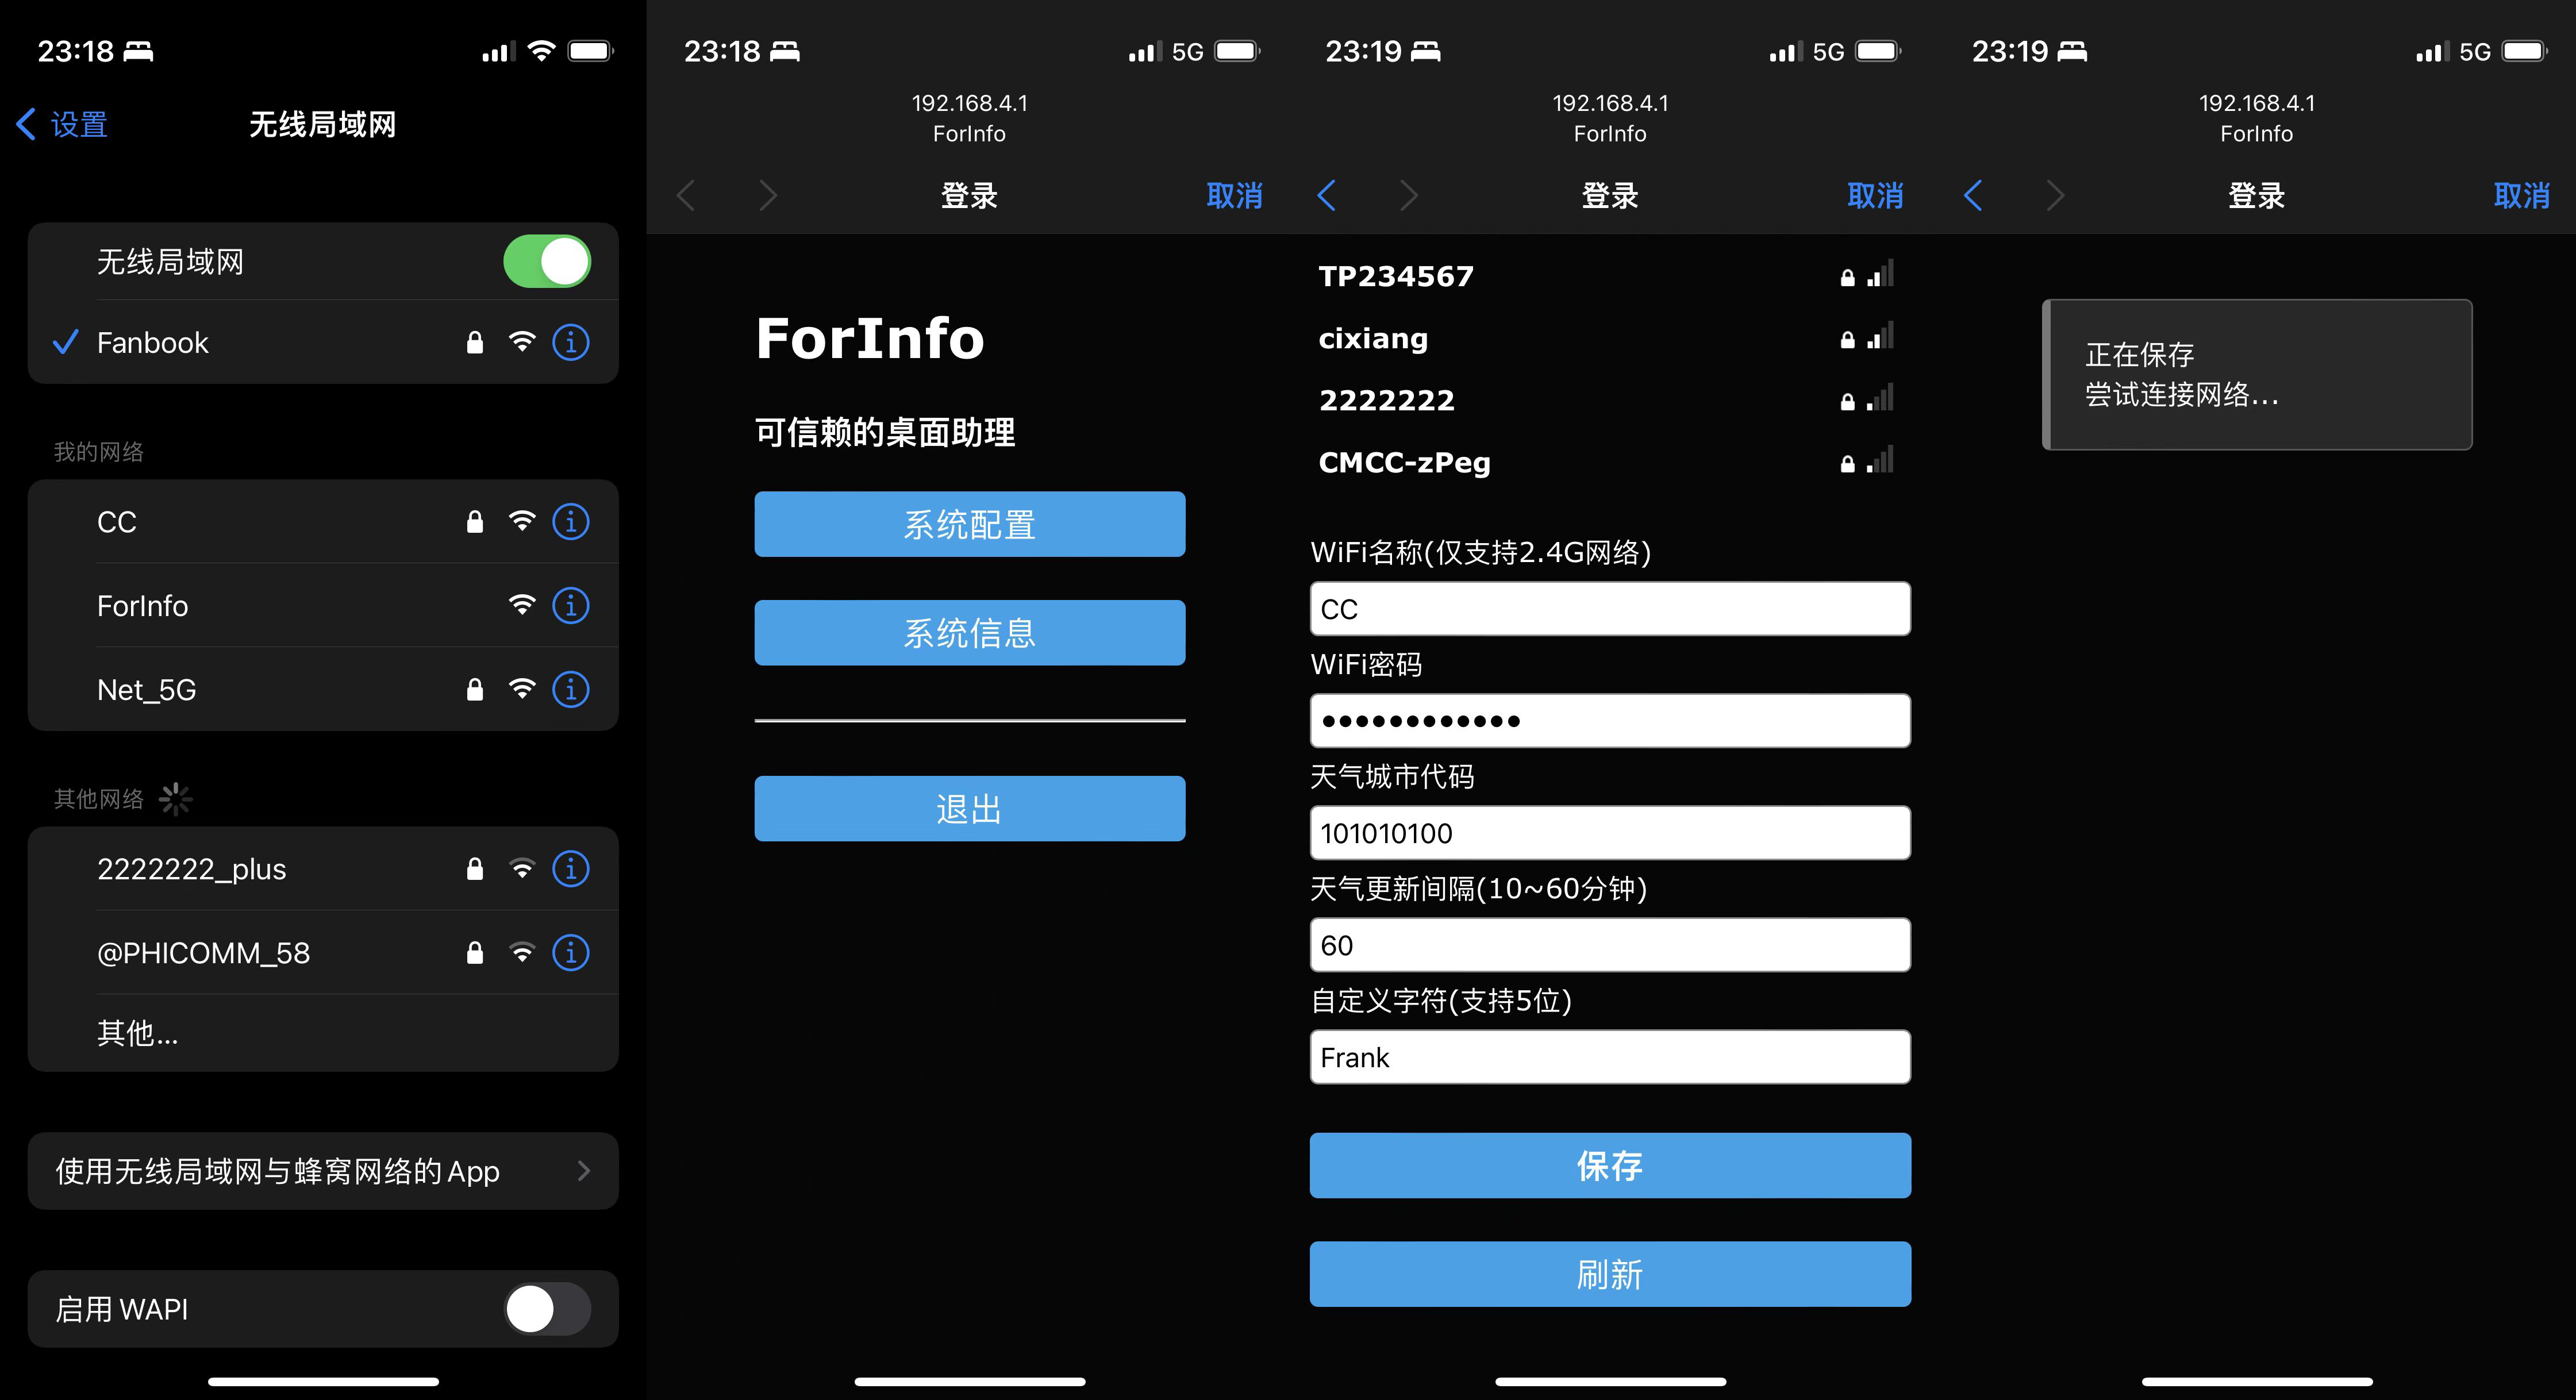 23:18
设置
无线局域网
无线局域网
Fanbook
我的网络
CC
ForInfo
Net_5G
其他网络
2222222_plus
@PHICOMM_58
其他...
使用无线局域网与蜂窝网络的App
启用WAPI
23:18
5G
192.168.4.1
ForInfo
登录
取消
ForInfo
可信赖的桌面助理
系统配置
系统信息
退出
23:19
5G
192.168.4.1
ForInfo
登录
取消
TP234567
cixiang
2222222
CMCC-zPeg
WiFi名称(仅支持2.4G网络)
CC
WiFi密码
天气城市代码
101010100
天气更新间隔(10~60分钟)
60
自定义字符(支持5位)
Frank
保存
刷新
23:19
5G
192.168.4.1
ForInfo
登录
取消
正在保存
尝试连接网络...